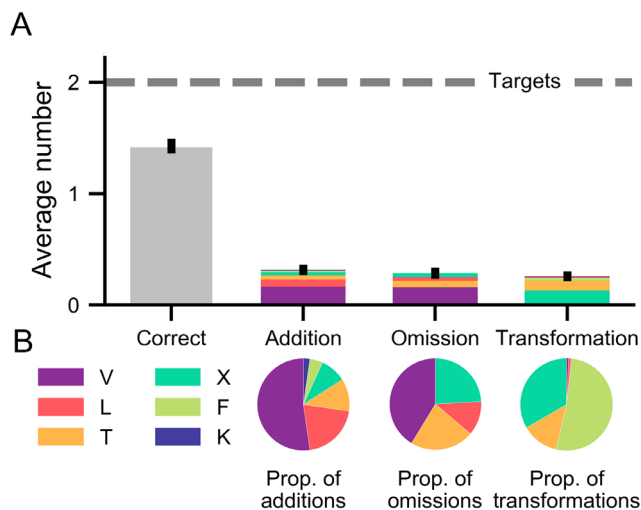 A
Average number
2
1
0
Targets
Correct Addition Omission Transformation
B
V X
L F
T K
Prop. of additions
Prop. of omissions
Prop. of transformations